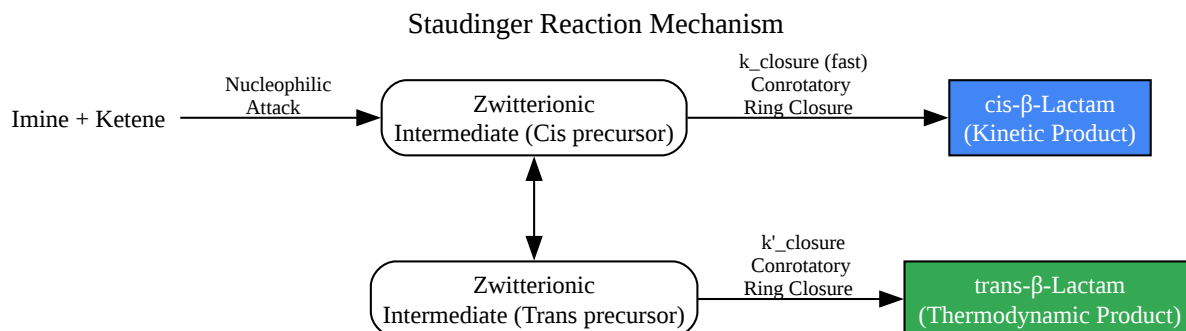 Staudinger Reaction Mechanism
Imine + Ketene
Nucleophilic
Attack
Zwitterionic
Intermediate (Cis precursor)
k_closure (fast)
Conrotatory
Ring Closure
cis-β-Lactam
(Kinetic Product)
Zwitterionic
Intermediate (Trans precursor)
k'_closure
Conrotatory
Ring Closure
trans-β-Lactam
(Thermodynamic Product)